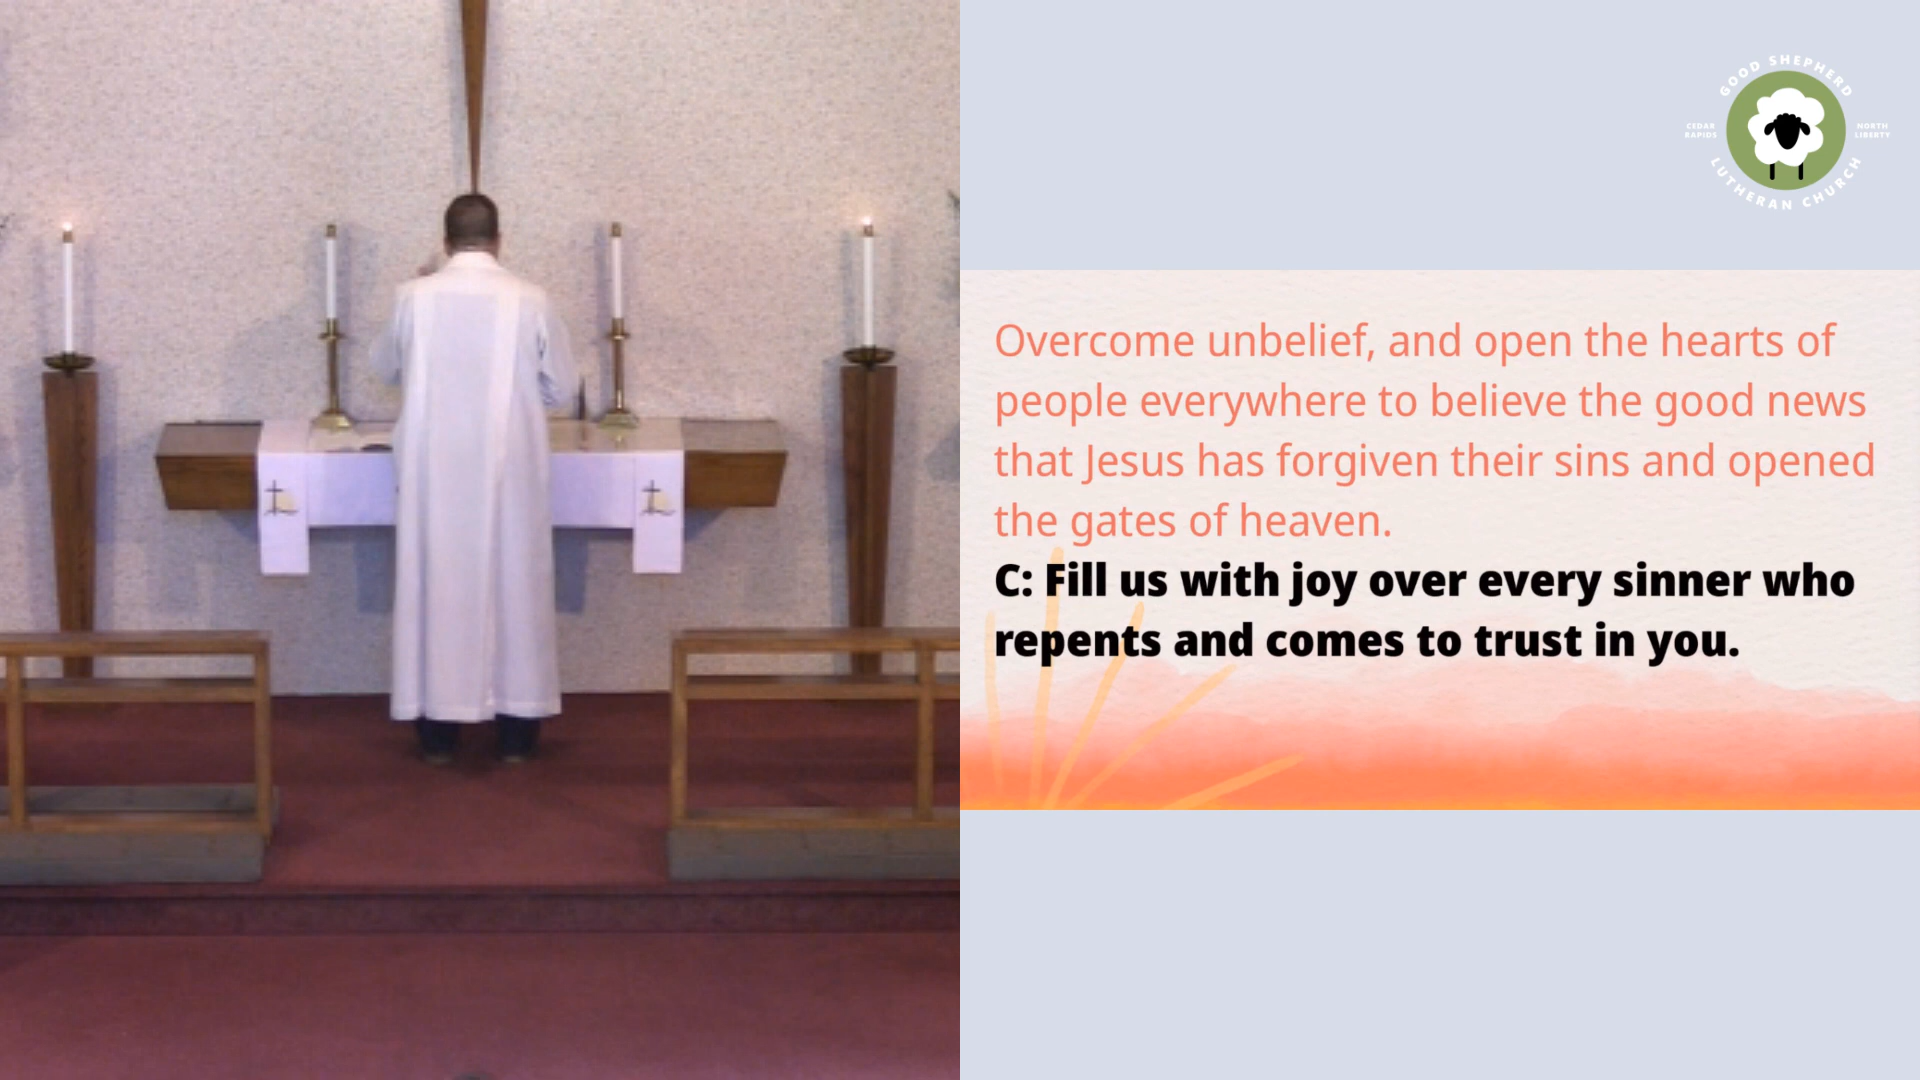 GOOD SHEPHERD
CEDAR
RAPIDS
NORTH
LIBERTY
LUTHERAN CHURCH
Overcome unbelief, and open the hearts of
people everywhere to believe the good news
that Jesus has forgiven their sins and opened
the gates of heaven.
C: Fill us with joy over every sinner who
repents and comes to trust in you.